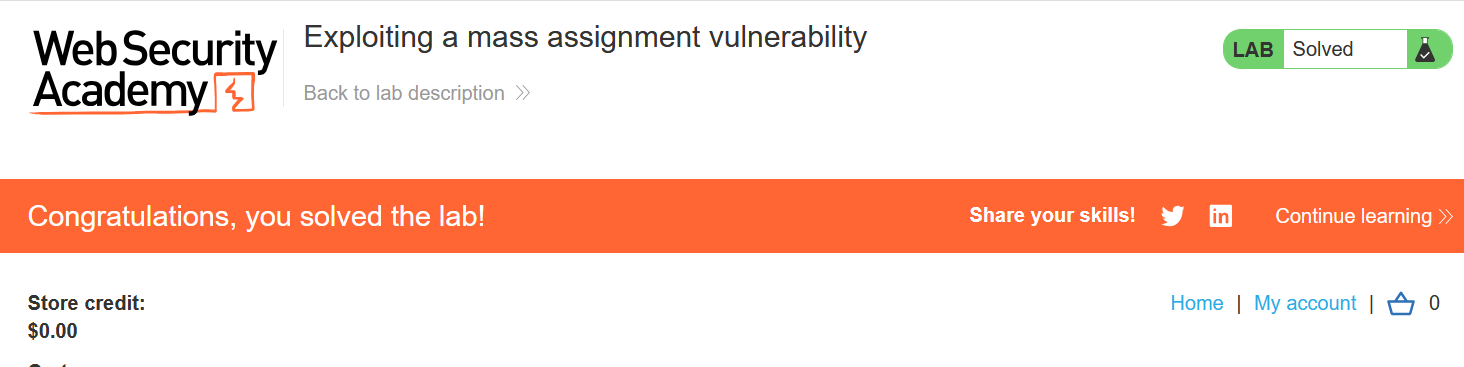 Web Security
Academy
Exploiting a mass assignment vulnerability
Back to lab description
LAB Solved
Congratulations, you solved the lab!
Share your skills!
Continue learning
Store credit:
$0.00
Home | My account | 0